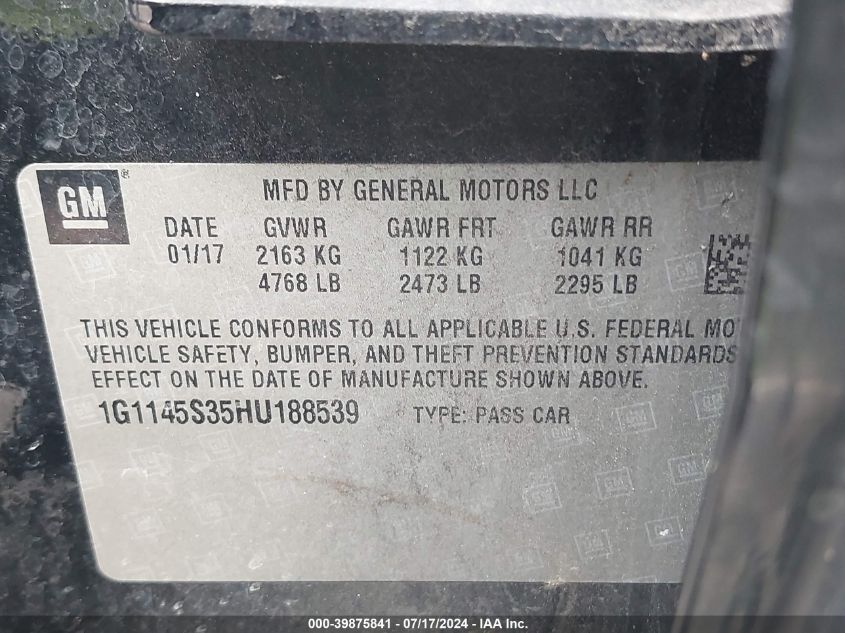 GM®
MFD BY GENERAL MOTORS LLC
DATE GVWR GAWR FRT GAWR RR
01/17 2163 KG 1122 KG 1041 KG
4768 LB 2473 LB 2295 LB
THIS VEHICLE CONFORMS TO ALL APPLICABLE U.S. FEDERAL MOT
VEHICLE SAFETY, BUMPER, AND THEFT PREVENTION STANDARDS
EFFECT ON THE DATE OF MANUFACTURE SHOWN ABOVE.
1G1145S35HU188539 TYPE: PASS CAR
000-39875841 - 07/17/2024 - © IAA, Inc.